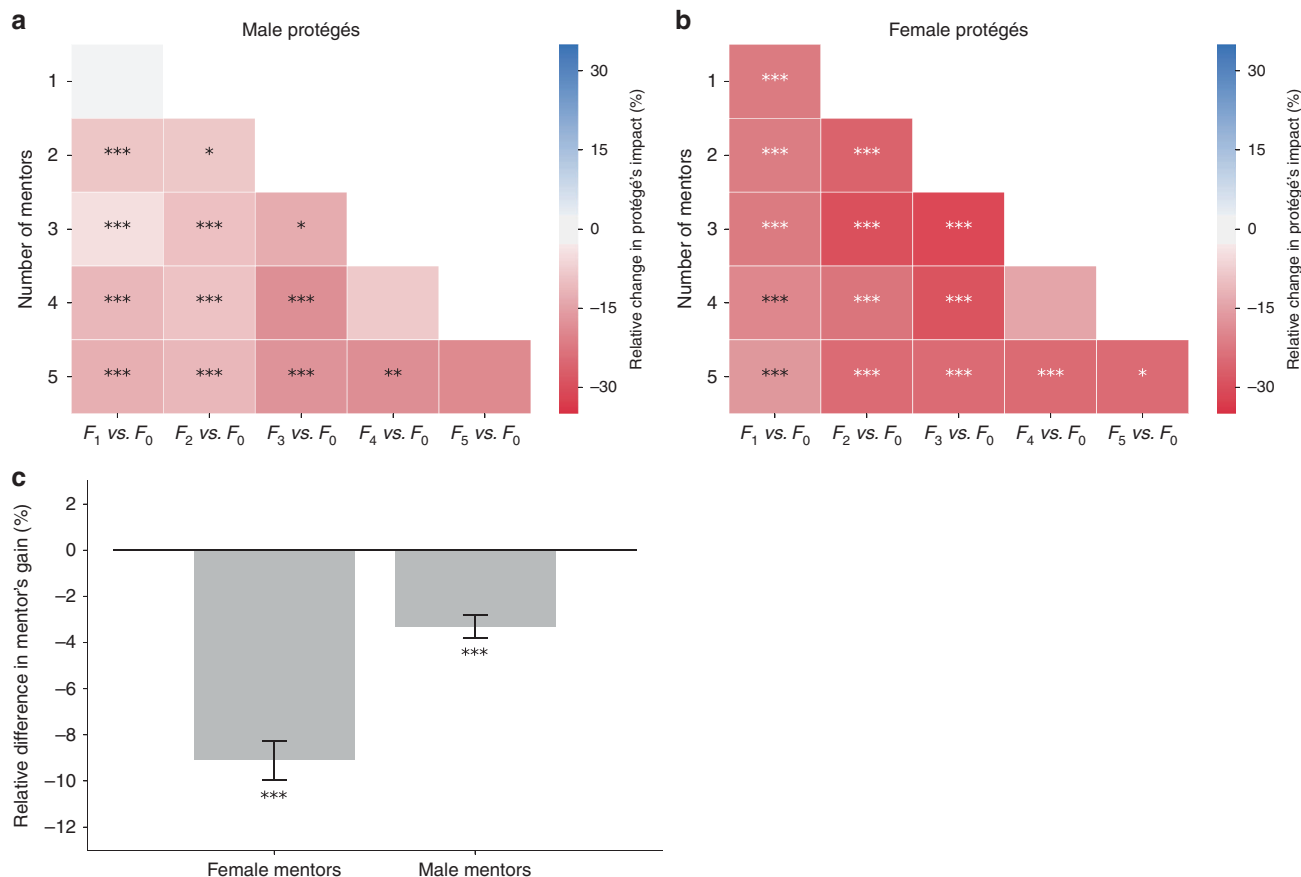 a
Male protégés
Number of mentors
1
2
3
4
5
***
*
***
***
*
***
***
***
***
***
***
**
F1 vs. F0
F2 vs. F0
F3 vs. F0
F4 vs. F0
F5 vs. F0
30
15
0
–15
–30
Relative change in protégé’s impact (%)
b
Female protégés
Number of mentors
1
2
3
4
5
***
***
***
***
***
***
***
***
***
***
***
***
***
*
F1 vs. F0
F2 vs. F0
F3 vs. F0
F4 vs. F0
F5 vs. F0
30
15
0
–15
–30
Relative change in protégé’s impact (%)
c
Relative difference in mentor’s gain (%)
2
0
–2
–4
–6
–8
–10
–12
***
***
Female mentors
Male mentors